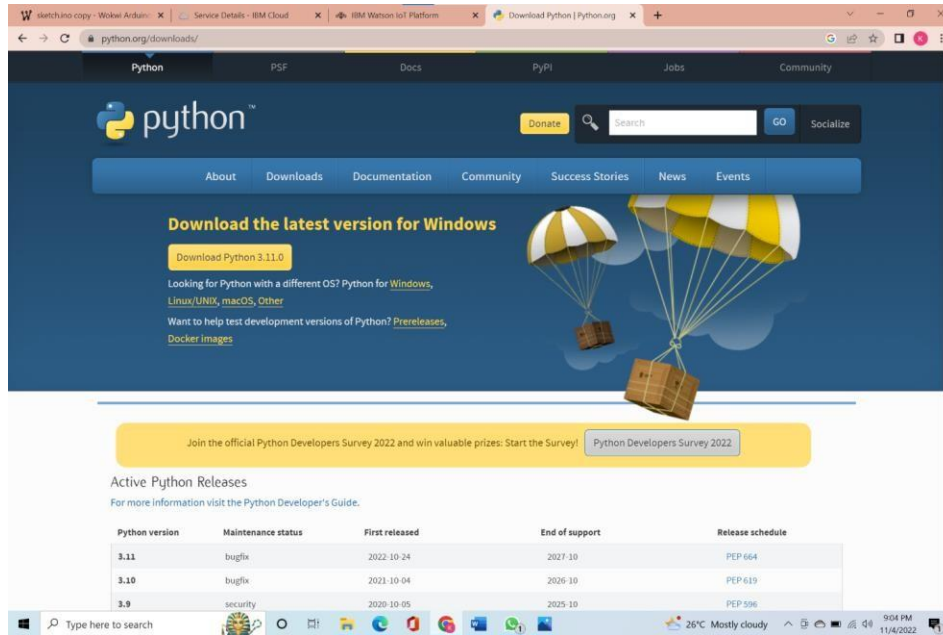 sketch.ino copy - Wokwi Arduin
Service Details - IBM Cloud
IBM Watson IoT Platform
Download Python | Python.org
python.org/downloads/
Python PSF Docs PyPI Jobs Community
python™
Donate Search GO Socialize
About Downloads Documentation Community Success Stories News Events
Download the latest version for Windows
Download Python 3.11.0
Looking for Python with a different OS? Python for Windows,
Linux/UNIX, macOS, Other
Want to help test development versions of Python? Prereleases,
Docker images
Join the official Python Developers Survey 2022 and win valuable prizes: Start the Survey! Python Developers Survey 2022
Active Python Releases
For more information visit the Python Developer's Guide.
Python version Maintenance status First released End of support Release schedule
3.11 bugfix 2022-10-24 2027-10 PEP 664
3.10 bugfix 2021-10-04 2026-10 PEP 619
3.9 security 2020-10-05 2025-10 PEP 596
Type here to search
26°C Mostly cloudy
9:04 PM
11/4/2022